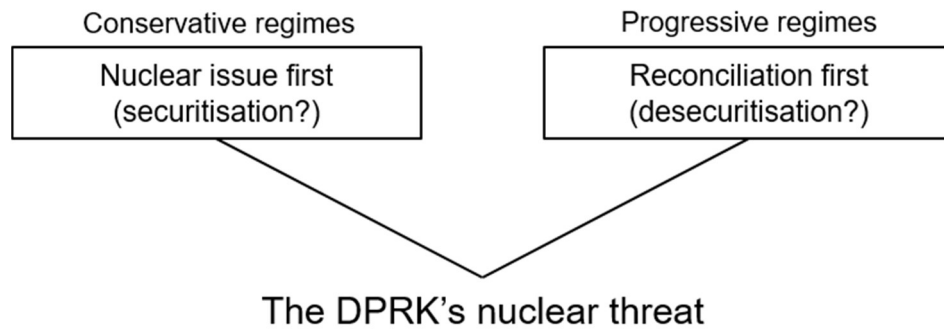 Conservative regimes
Nuclear issue first
(securitisation?)
Progressive regimes
Reconciliation first
(desecuritisation?)
The DPRK’s nuclear threat